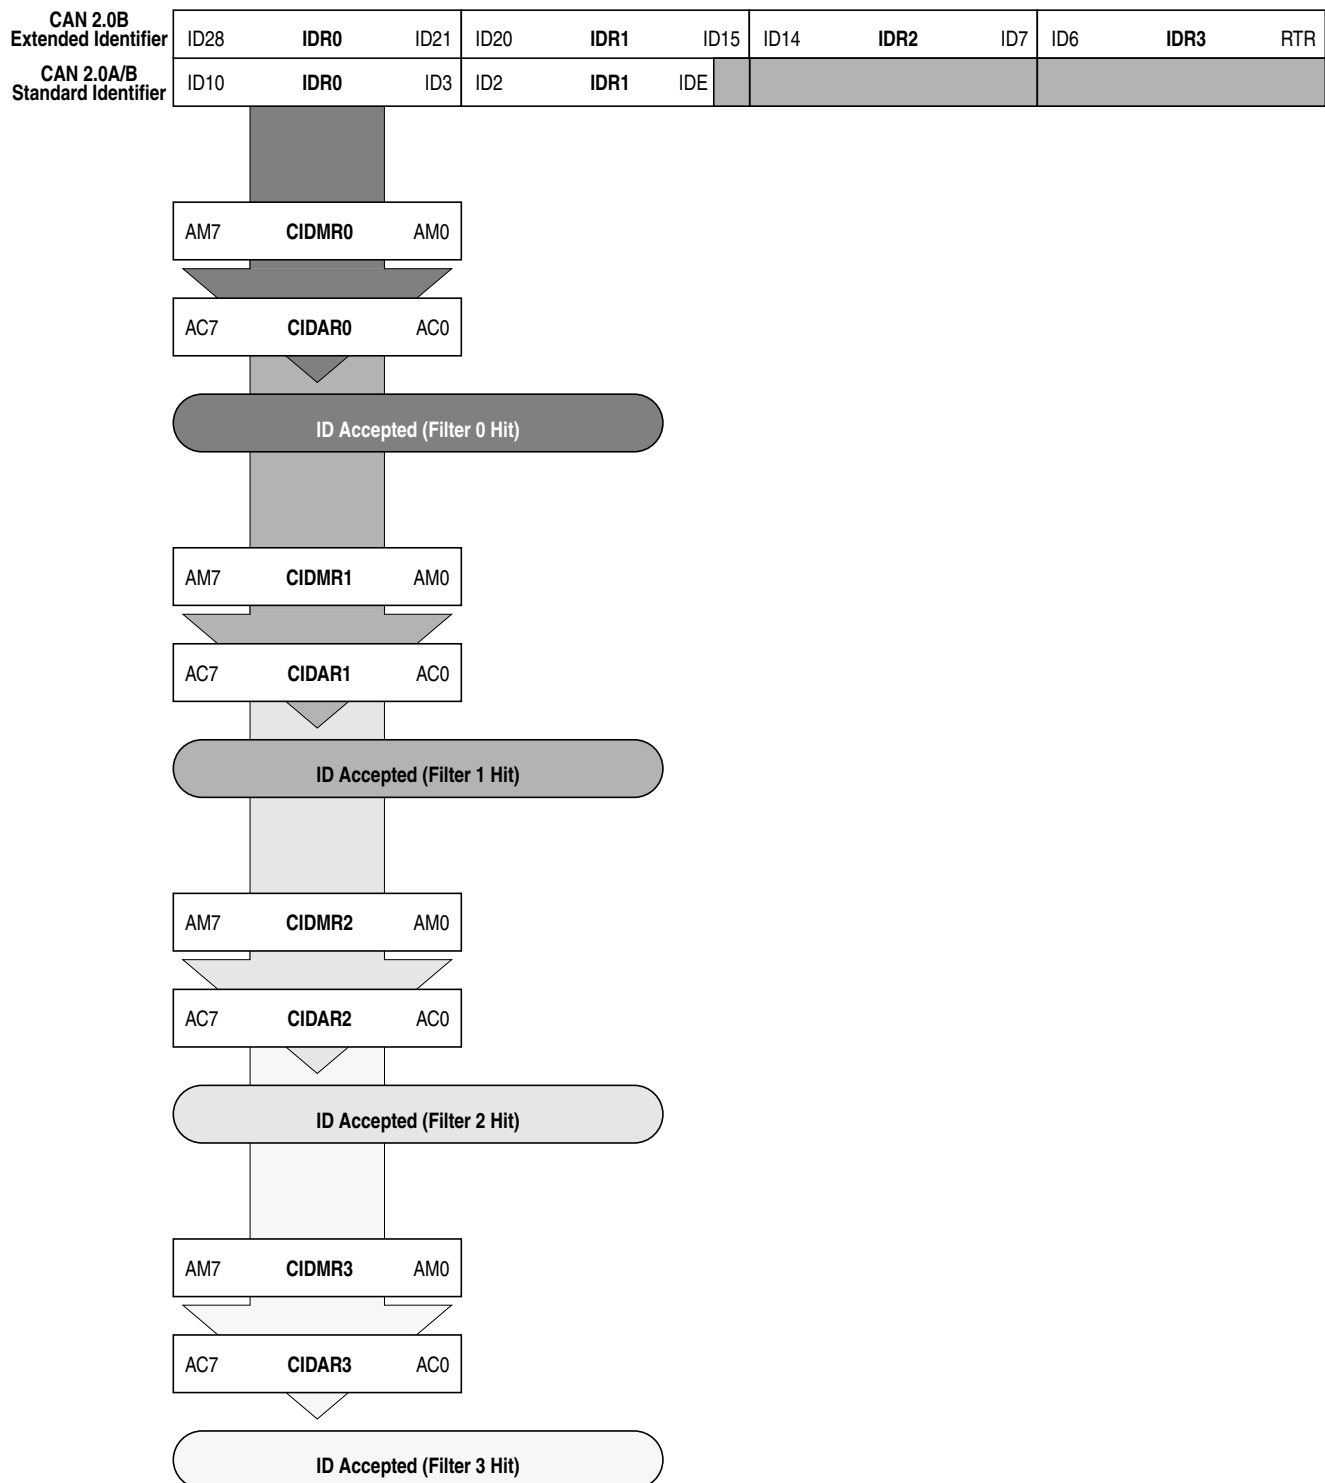 CAN 2.0B
Extended Identifier ID28 IDR0 ID21 ID20 IDR1 ID15 ID14 IDR2 ID7 ID6 IDR3 RTR
CAN 2.0A/B
Standard Identifier ID10 IDR0 ID3 ID2 IDR1 IDE
AM7 CIDMR0 AM0
AC7 CIDAR0 AC0
ID Accepted (Filter 0 Hit)
AM7 CIDMR1 AM0
AC7 CIDAR1 AC0
ID Accepted (Filter 1 Hit)
AM7 CIDMR2 AM0
AC7 CIDAR2 AC0
ID Accepted (Filter 2 Hit)
AM7 CIDMR3 AM0
AC7 CIDAR3 AC0
ID Accepted (Filter 3 Hit)